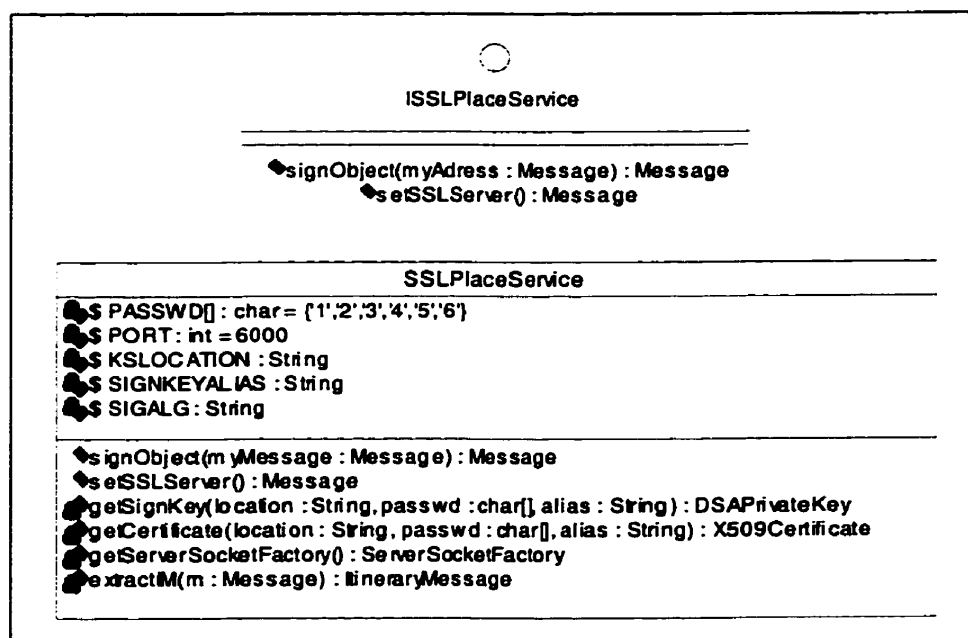 ISSLPlaceService
signObject(myAdress : Message) : Message
setSSLServer() : Message
SSLPlaceService
$ PASSWD[] : char = {'1','2','3','4','5','6'}
$ PORT : int = 6000
$ KSLOCATION : String
$ SIGNKEYALIAS : String
$ SIGALG : String
signObject(myMessage : Message) : Message
setSSLServer() : Message
getSignKey(location : String, passwd : char[], alias : String) : DSAPrivateKey
getCertificate(location : String, passwd : char[], alias : String) : X509Certificate
getServerSocketFactory() : ServerSocketFactory
extractIM(m : Message) : ItineraryMessage